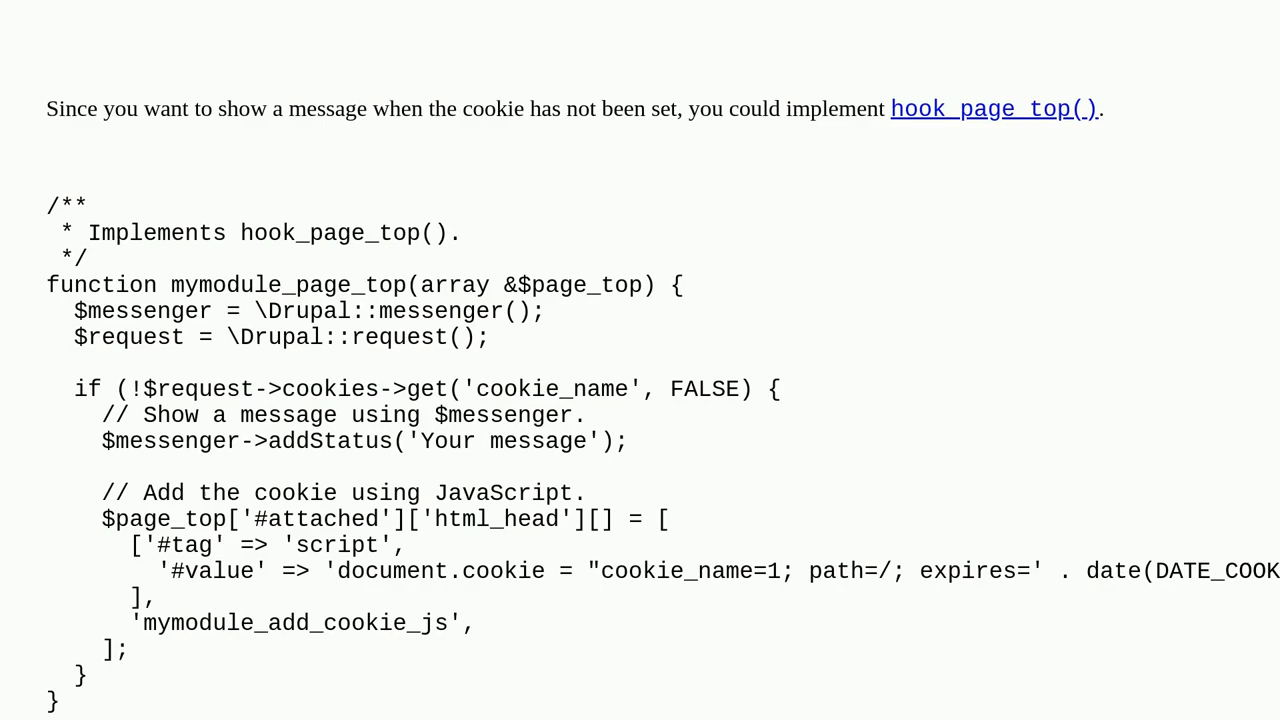 Since you want to show a message when the cookie has not been set, you could implement hook_page_top().
/**
 * Implements hook_page_top().
 */
function mymodule_page_top(array &$page_top) {
  $messenger = \Drupal::messenger();
  $request = \Drupal::request();
  if (!$request->cookies->get('cookie_name', FALSE) {
    // Show a message using $messenger.
    $messenger->addStatus('Your message');
    // Add the cookie using JavaScript.
    $page_top['#attached']['html_head'][] = [
      ['#tag' => 'script',
        '#value' => 'document.cookie = "cookie_name=1; path=/; expires=' . date(DATE_COOK
      ],
      'mymodule_add_cookie_js',
    ];
  }
}